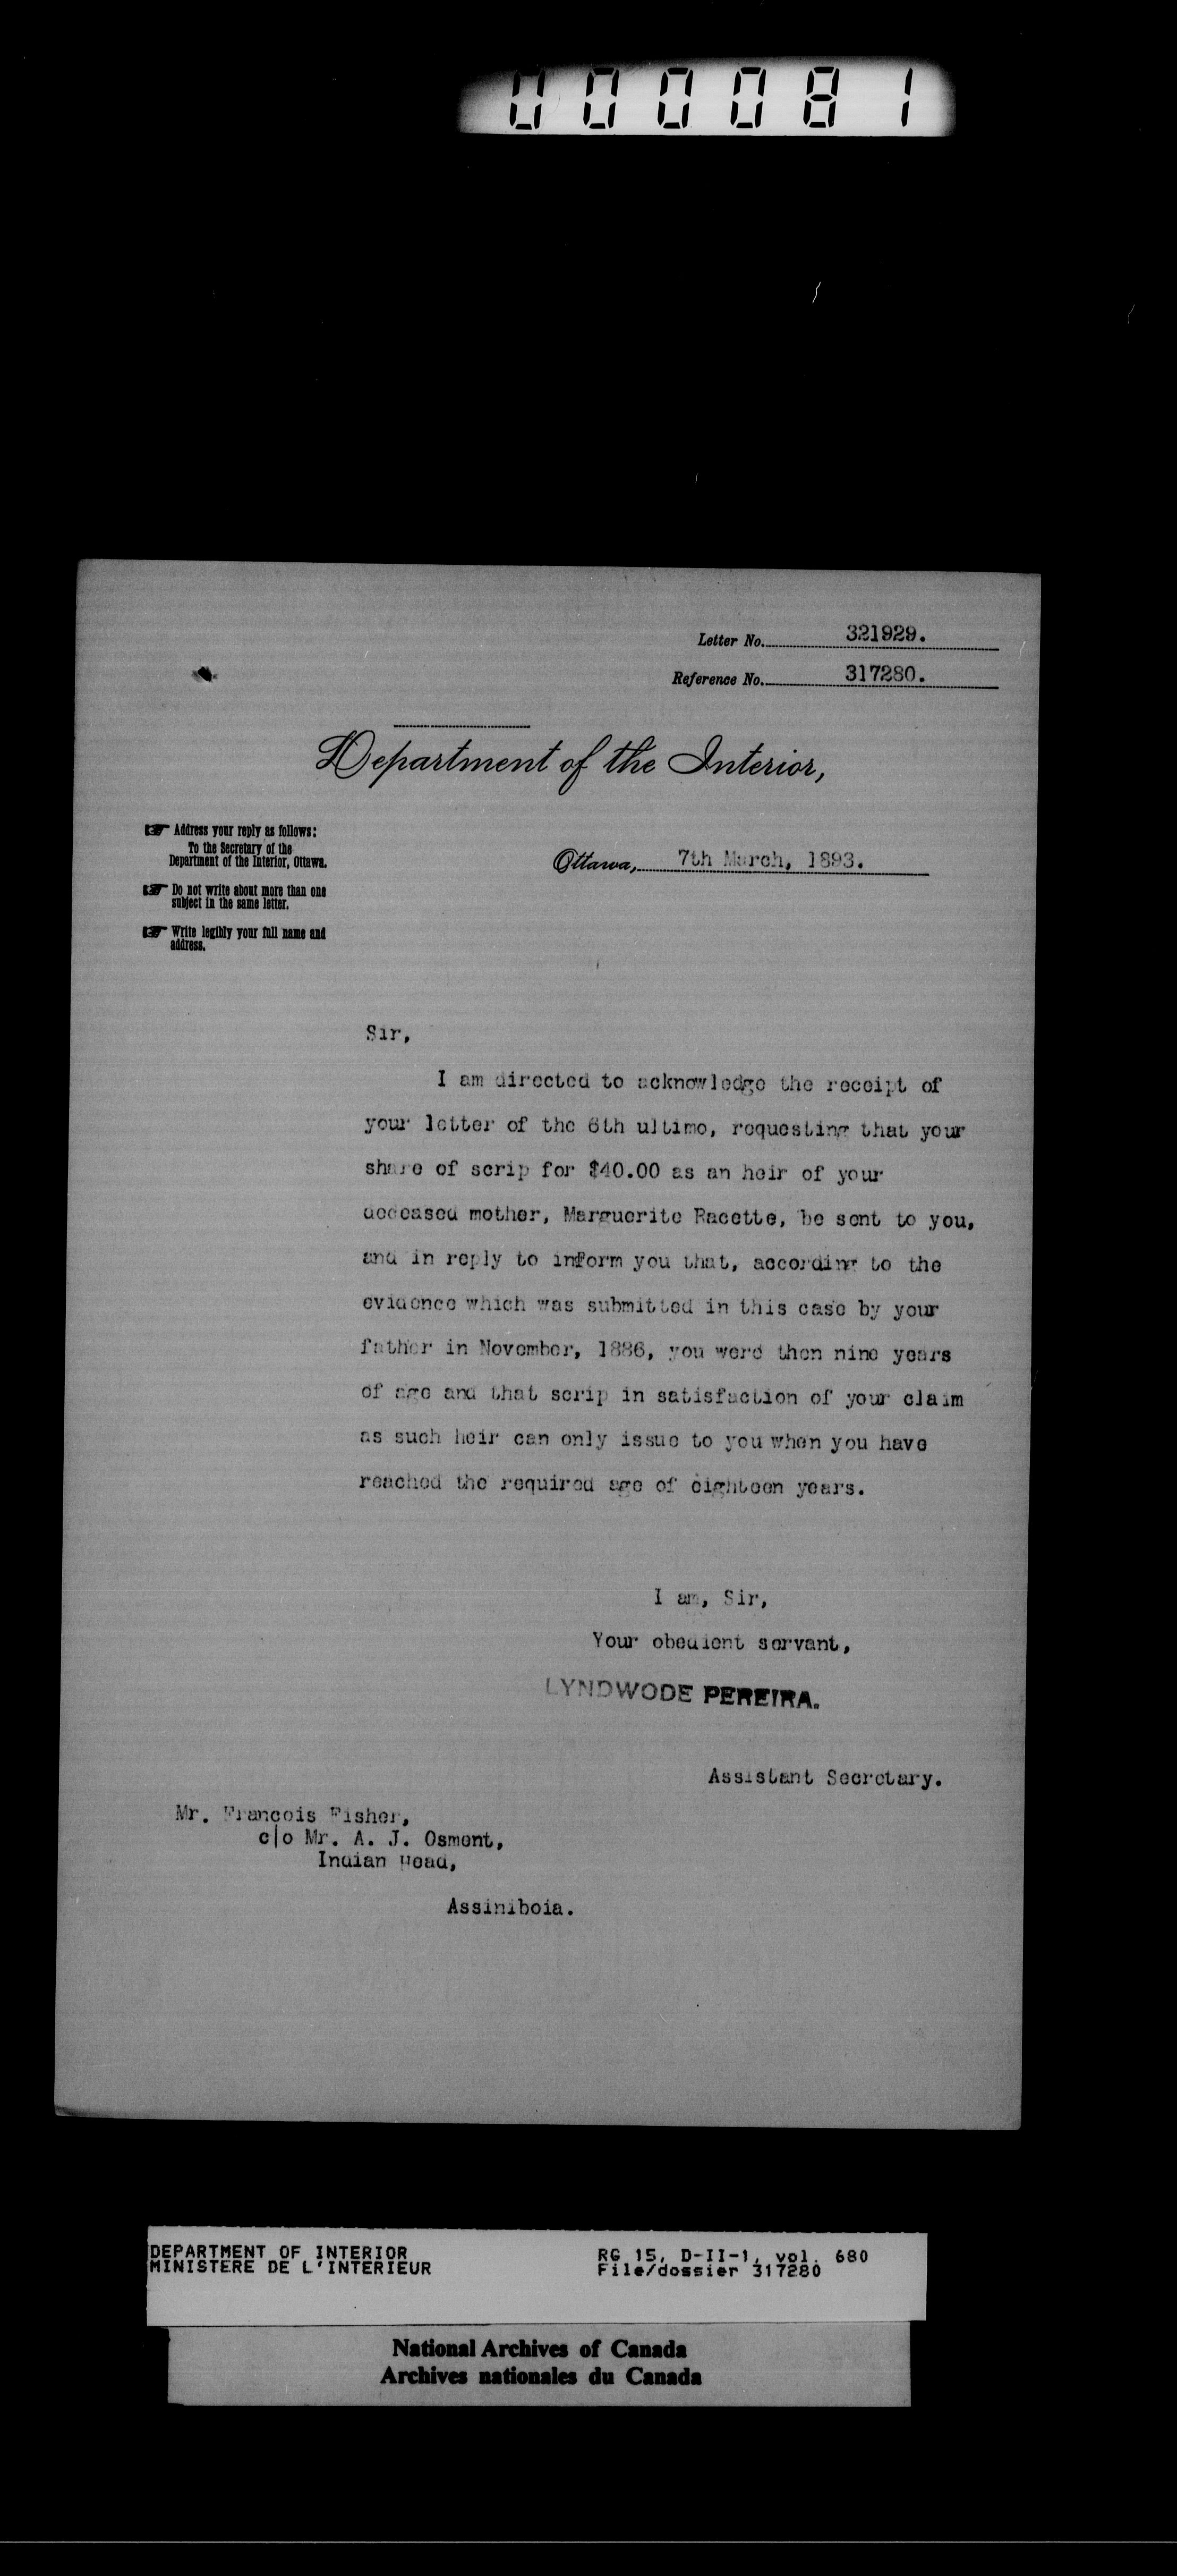 000081
Letter No. 321929.
Reference No. 317280.
Department of the Interior,
Address your reply as follows:
To the Secretary of the
Department of the Interior, Ottawa.
Do not write about more than one
subject in the same letter.
Write legibly your full name and
address.
Ottawa, 7th March, 1893.
Sir,
I am directed to acknowledge the receipt of
your letter of the 6th ultimo, requesting that your
share of scrip for $40.00 as an heir of your
deceased mother, Marguerite Racette, be sent to you,
and in reply to inform you that, according to the
evidence which was submitted in this case by your
father in November, 1886, you were then nine years
of age and that scrip in satisfaction of your claim
as such heir can only issue to you when you have
reached the required age of eighteen years.
I am, Sir,
Your obedient servant,
LYNDWODE PEREIRA.
Assistant Secretary.
Mr. Francois Fisher,
c/o Mr. A. J. Osment,
Indian Head,
Assiniboia.
DEPARTMENT OF INTERIOR
MINISTERE DE L'INTERIEUR
RG 15, D-II-1, vol. 680
File/dossier 317280
National Archives of Canada
Archives nationales du Canada